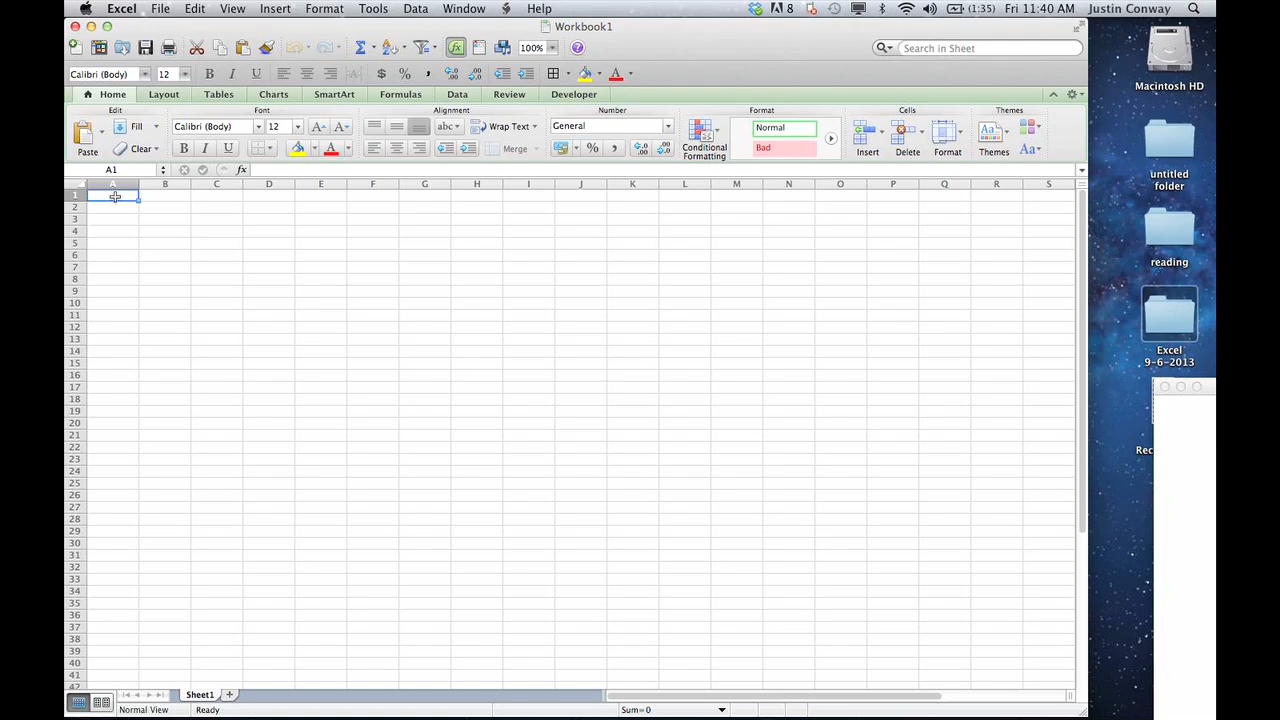 Excel File Edit View Insert Format Tools Data Window Help 8 (1:35) Fri 11:40 AM Justin Conway
Workbook1
100% Search in Sheet
Calibri (Body) 12 B I U $ % ,
Home Layout Tables Charts SmartArt Formulas Data Review Developer
Edit Font Alignment Number Format Cells Themes
Fill Calibri (Body) 12 A A abc Wrap Text General Normal
Paste Clear B I U A Merge % , Conditional Formatting Bad Insert Delete Format Themes Aa
A1 fx
A B C D E F G H I J K L M N O P Q R S
1
2
3
4
5
6
7
8
9
10
11
12
13
14
15
16
17
18
19
20
21
22
23
24
25
26
27
28
29
30
31
32
33
34
35
36
37
38
39
40
41
42
Sheet1
Normal View Ready Sum=0
Macintosh HD
untitled
folder
reading
Excel
9-6-2013
Rec